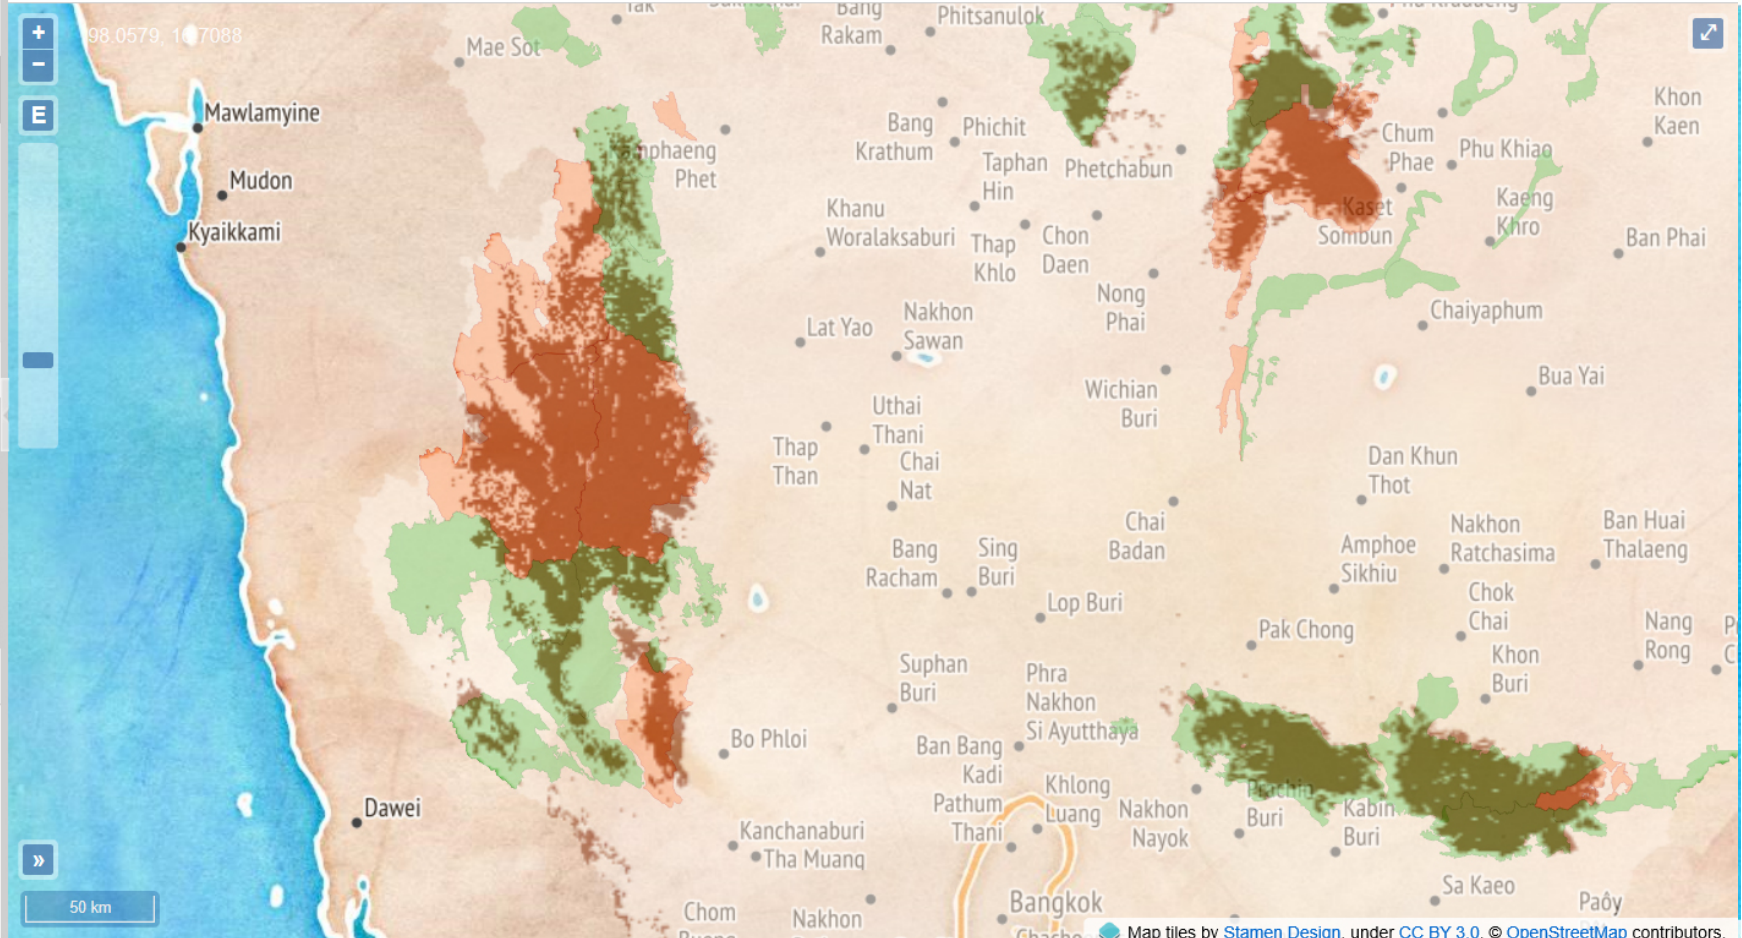 +
98.0579, 16.7088
−
E
Mae Sot
Tak
Bang
Rakam
Phitsanulok
Khon
Kaen
Mawlamyine
Mudon
Kyaikkami
Phet
Bang
Krathum
Phichit
Taphan
Hin
Phetchabun
Chum
Phae
Phu Khiao
Kaeng
Khro
Ban Phai
Khanu
Woralaksaburi
Thap
Khlo
Chon
Daen
Kaset
Sombun
Nong
Phai
Chaiyaphum
Lat Yao
Nakhon
Sawan
Wichian
Buri
Bua Yai
Uthai
Thani
Thap
Than
Chai
Nat
Dan Khun
Thot
Chai
Badan
Amphoe
Sikhiu
Nakhon
Ratchasima
Ban Huai
Thalaeng
Bang
Racham
Sing
Buri
Lop Buri
Chok
Chai
Pak Chong
Nang
Rong
Khon
Buri
Suphan
Buri
Phra
Nakhon
Si Ayutthaya
Bo Phloi
Ban Bang
Kadi
Pathum
Thani
Khlong
Luang
Nakhon
Nayok
Prachin
Buri
Kabin
Buri
Dawei
Kanchanaburi
Tha Muang
Sa Kaeo
Paôy
»
50 km
Chom
Nakhon
Bangkok
Map tiles by Stamen Design, under CC BY 3.0. © OpenStreetMap contributors.